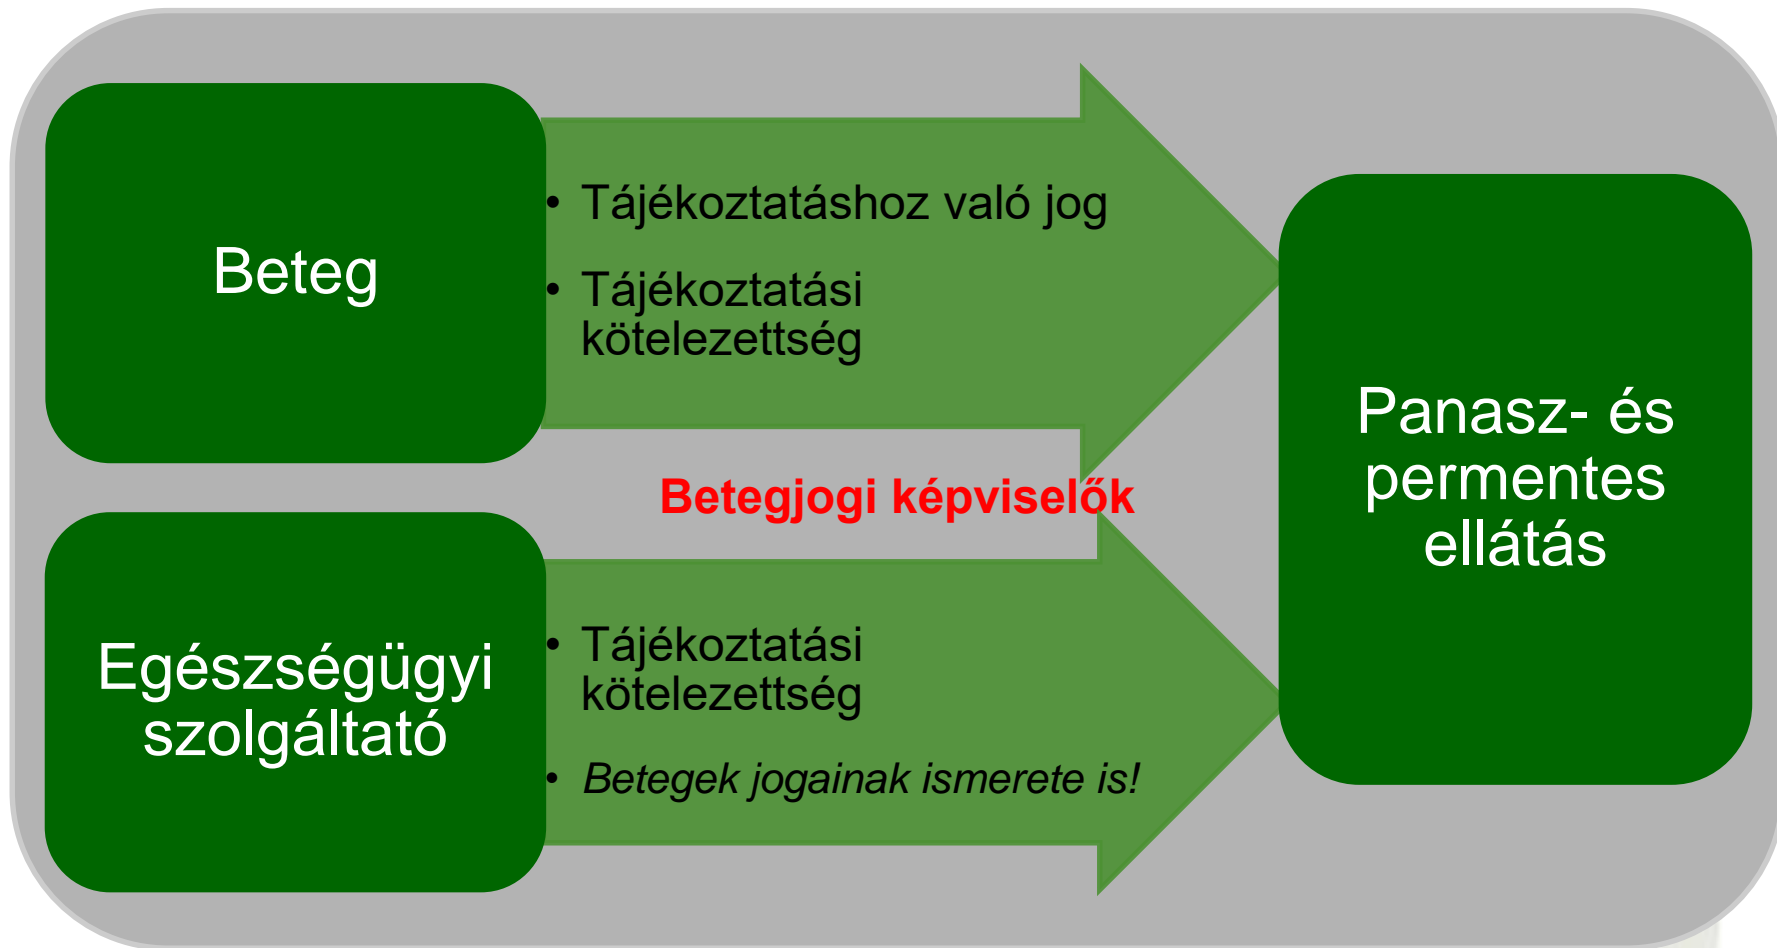 Beteg
• Tájékoztatáshoz való jog
• Tájékoztatási
kötelezettség
Betegjogi képviselők
Egészségügyi
szolgáltató
• Tájékoztatási
kötelezettség
• Betegek jogainak ismerete is!
Panasz- és
permentes
ellátás